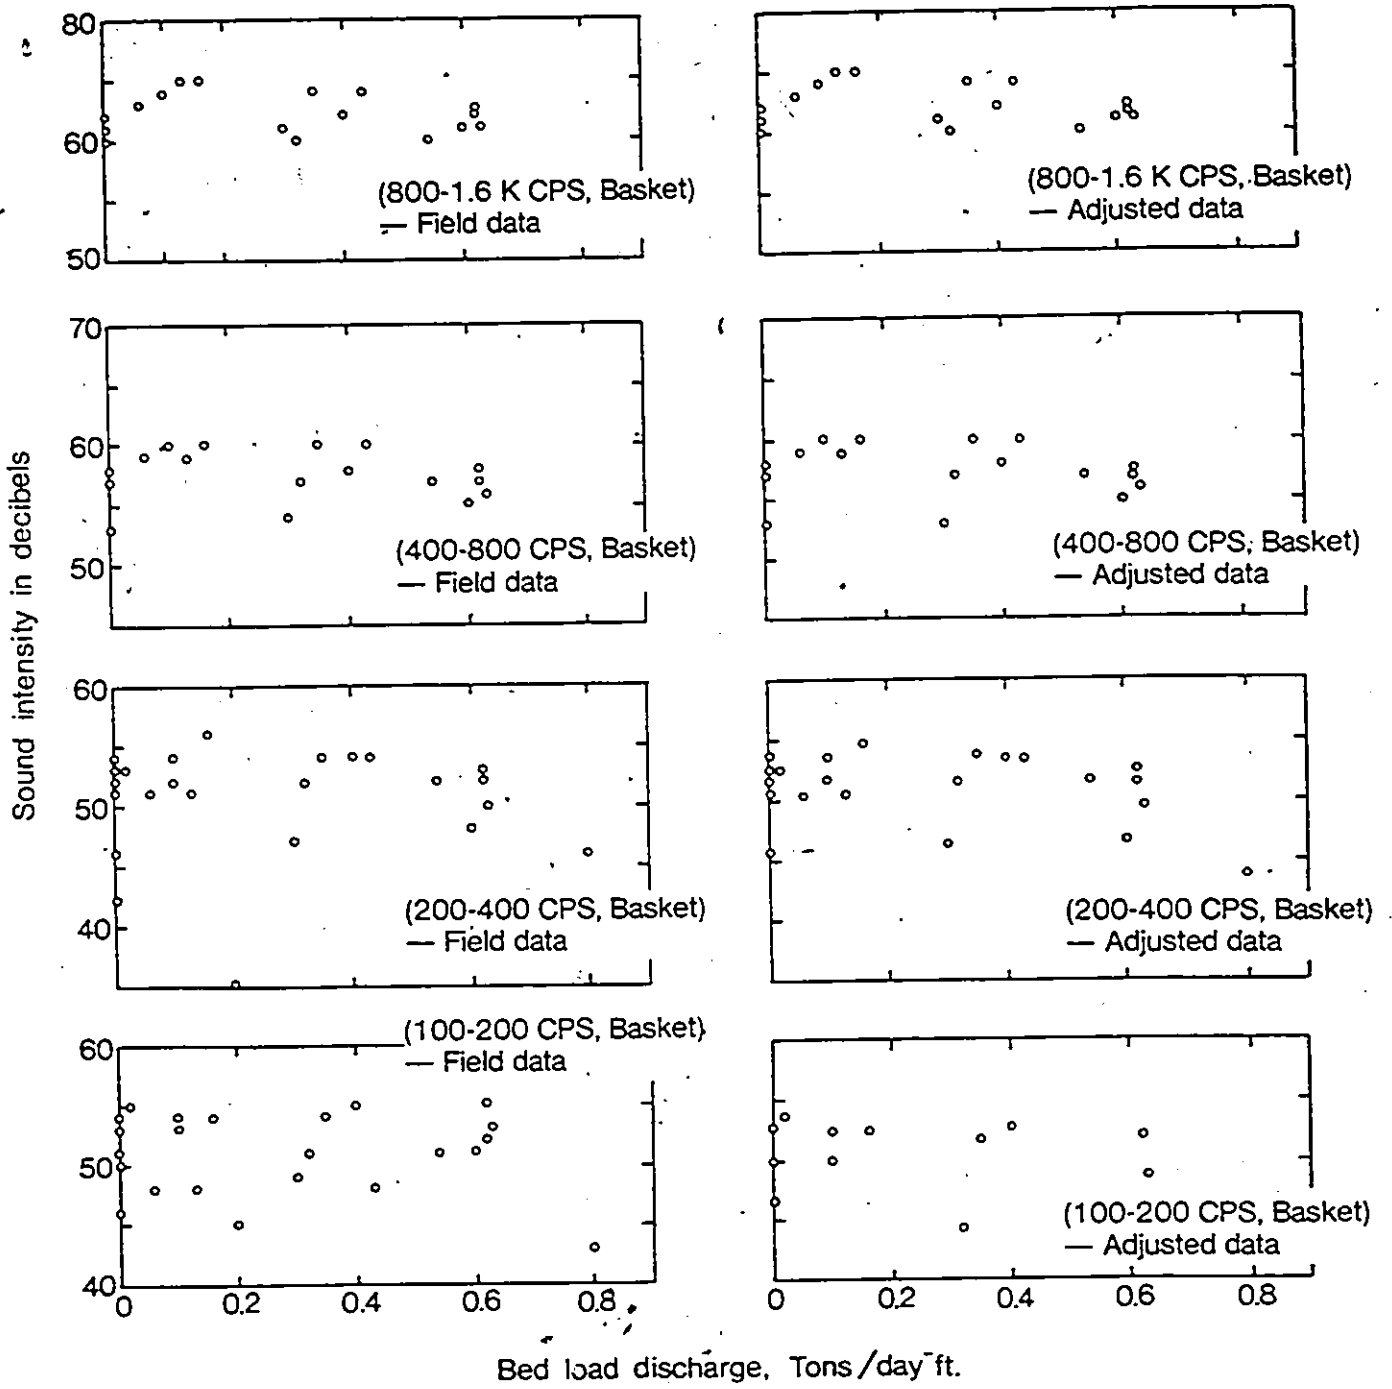 80
60
50
(800-1.6 K CPS, Basket)
— Field data
(800-1.6 K CPS, Basket)
— Adjusted data
70
60
50
(400-800 CPS, Basket)
— Field data
(400-800 CPS, Basket)
— Adjusted data
Sound intensity in decibels
60
50
40
(200-400 CPS, Basket)
— Field data
(200-400 CPS, Basket)
— Adjusted data
(100-200 CPS, Basket)
— Field data
60
50
40
(100-200 CPS, Basket)
— Adjusted data
0 0.2 0.4 0.6 0.8
0 0.2 0.4 0.6 0.8
Bed load discharge, Tons/day ft.